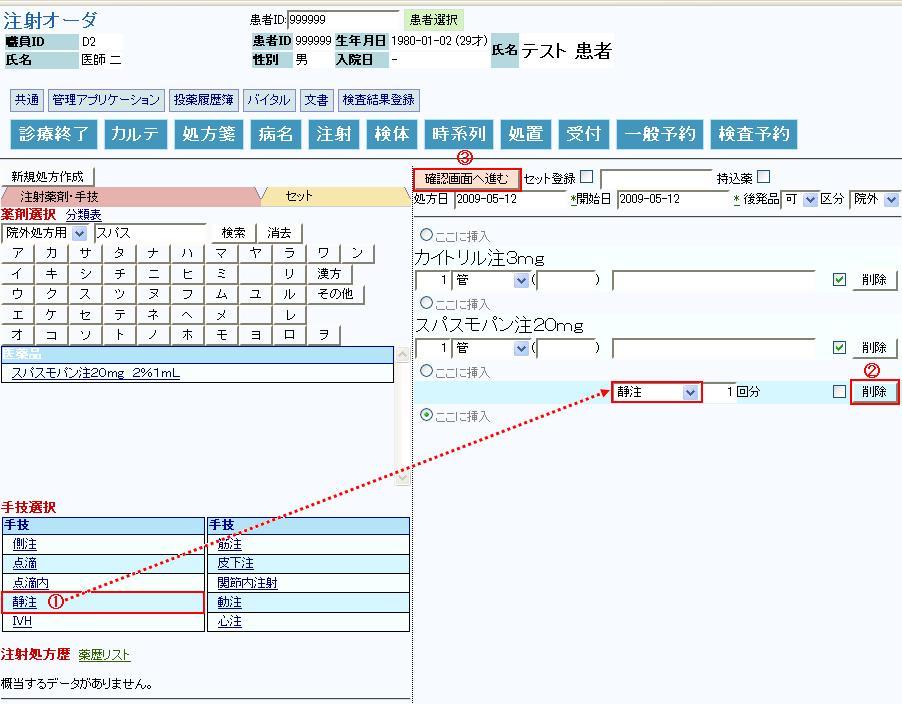 注射オーダ
患者ID: 999999 患者選択
職員ID D2
氏名 医師 二
患者ID 999999 生年月日 1980-01-02 (29才) 氏名 テスト 患者
性別 男 入院日 -
共通 管理アプリケーション 投薬履歴簿 バイタル 文書 検査結果登録
診療終了 カルテ 処方箋 病名 注射 検体 時系列 処置 受付 一般予約 検査予約
新規処方作成
注射薬剤・手技 セット
薬剤選択 分類表
院外処方用 スパス 検索 消去
ア カ サ タ ナ ハ マ ヤ ラ ワ ン
イ キ シ チ ニ ヒ ミ リ 漢方
ウ ク ス ツ ヌ フ ム ユ ル その他
エ ケ セ テ ネ ヘ メ レ
オ コ ソ ト ノ ホ モ ヨ ロ ヲ
医薬品
スパスモパン注20mg 2%1mL
手技選択
手技 手技
側注 筋注
点滴 皮下注
点滴内 関節内注射
静注 ① 動注
IVH 心注
注射処方歴 薬歴リスト
概当するデータがありません。
③
確認画面へ進む セット登録 持込薬
処方日 2009-05-12 *開始日 2009-05-12 * 後発品 可 区分 院外
ここに挿入
カイトリル注3mg
1 管 ( ) 削除
ここに挿入
スパスモパン注20mg
1 管 ( ) 削除
ここに挿入
②
静注 1 回分 削除
ここに挿入